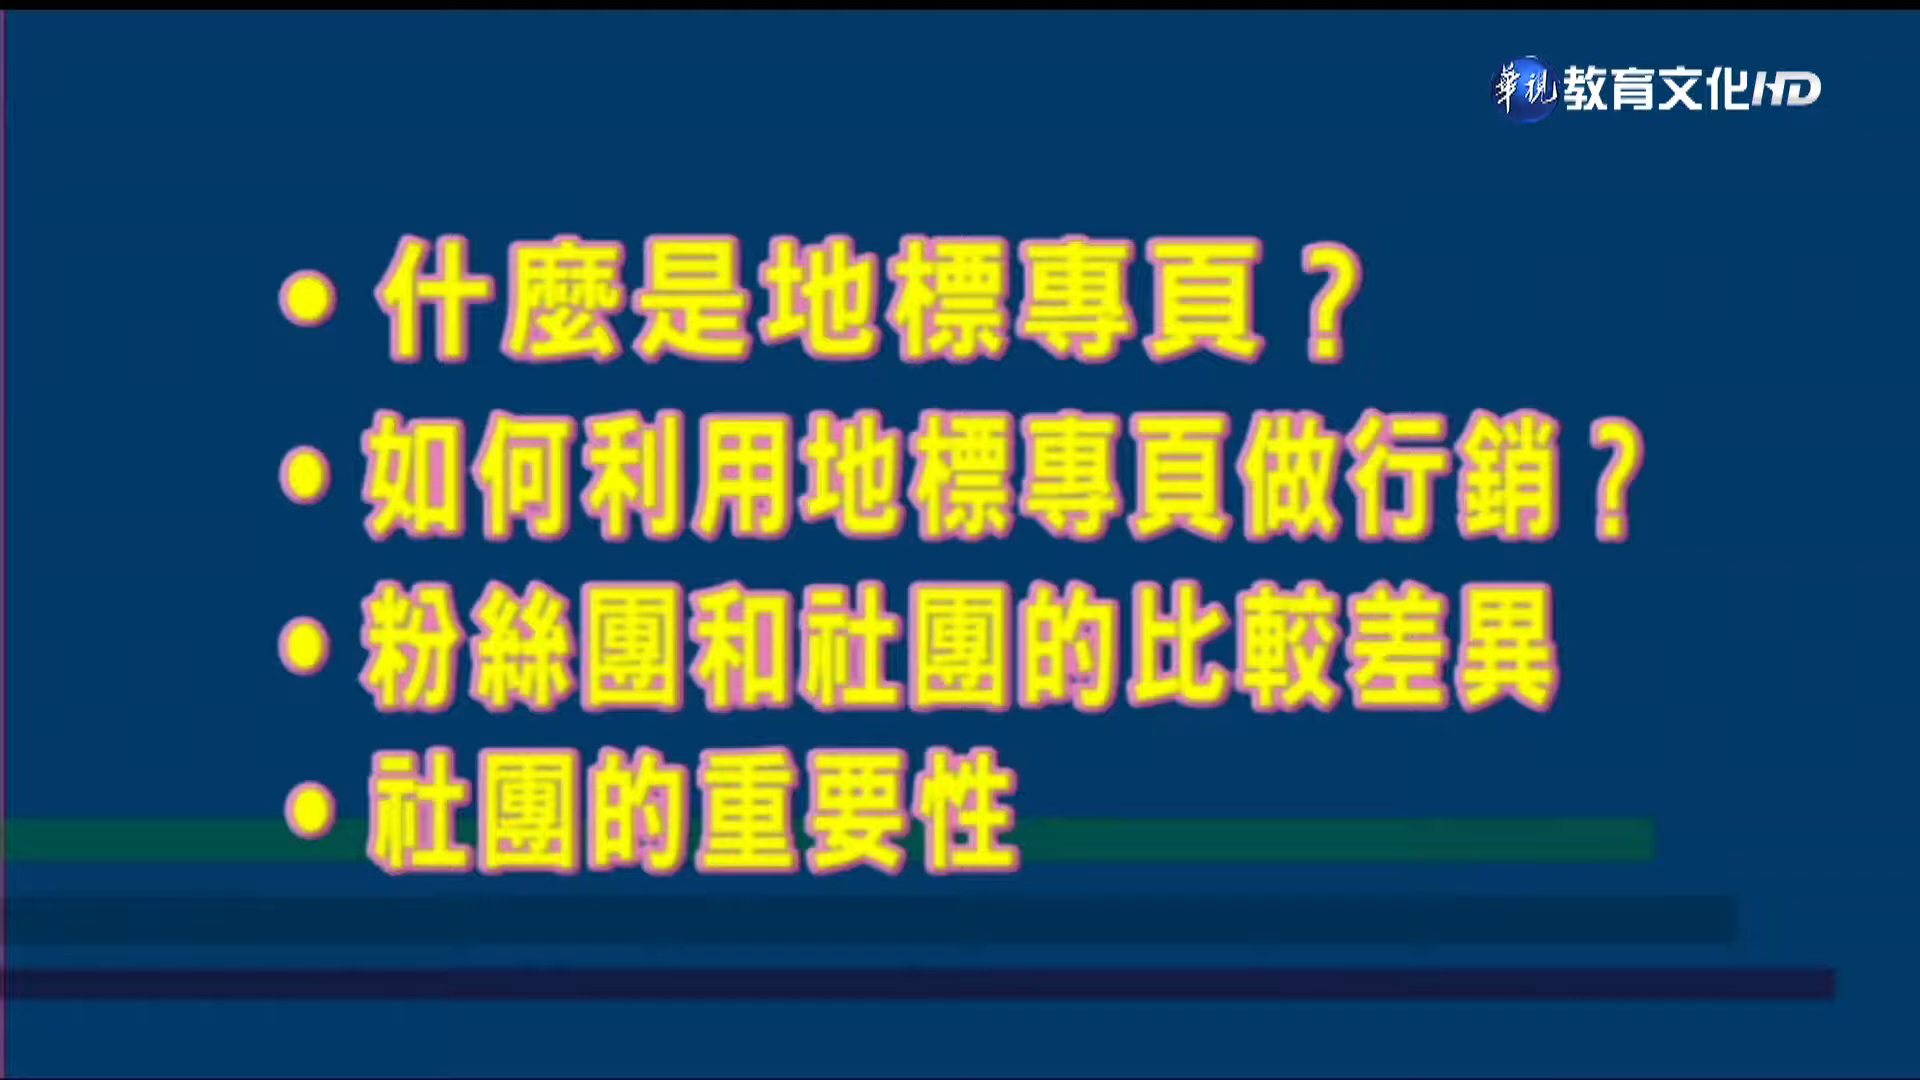 華視教育文化HD
• 什麼是地標專頁？
• 如何利用地標專頁做行銷？
• 粉絲團和社團的比較差異
• 社團的重要性